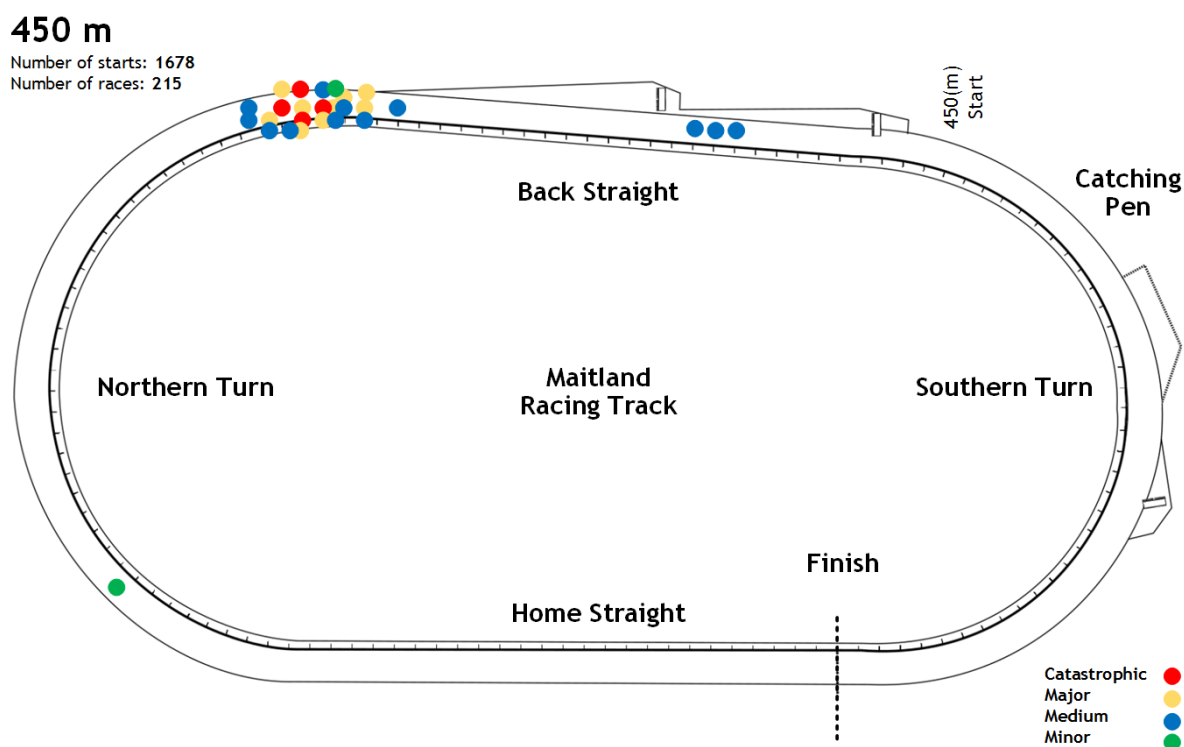 450 m
Number of starts: 1678
Number of races: 215
450(m)
Start
Catching
Pen
Back Straight
Northern Turn
Maitland
Racing Track
Southern Turn
Finish
Home Straight
Catastrophic
Major
Medium
Minor